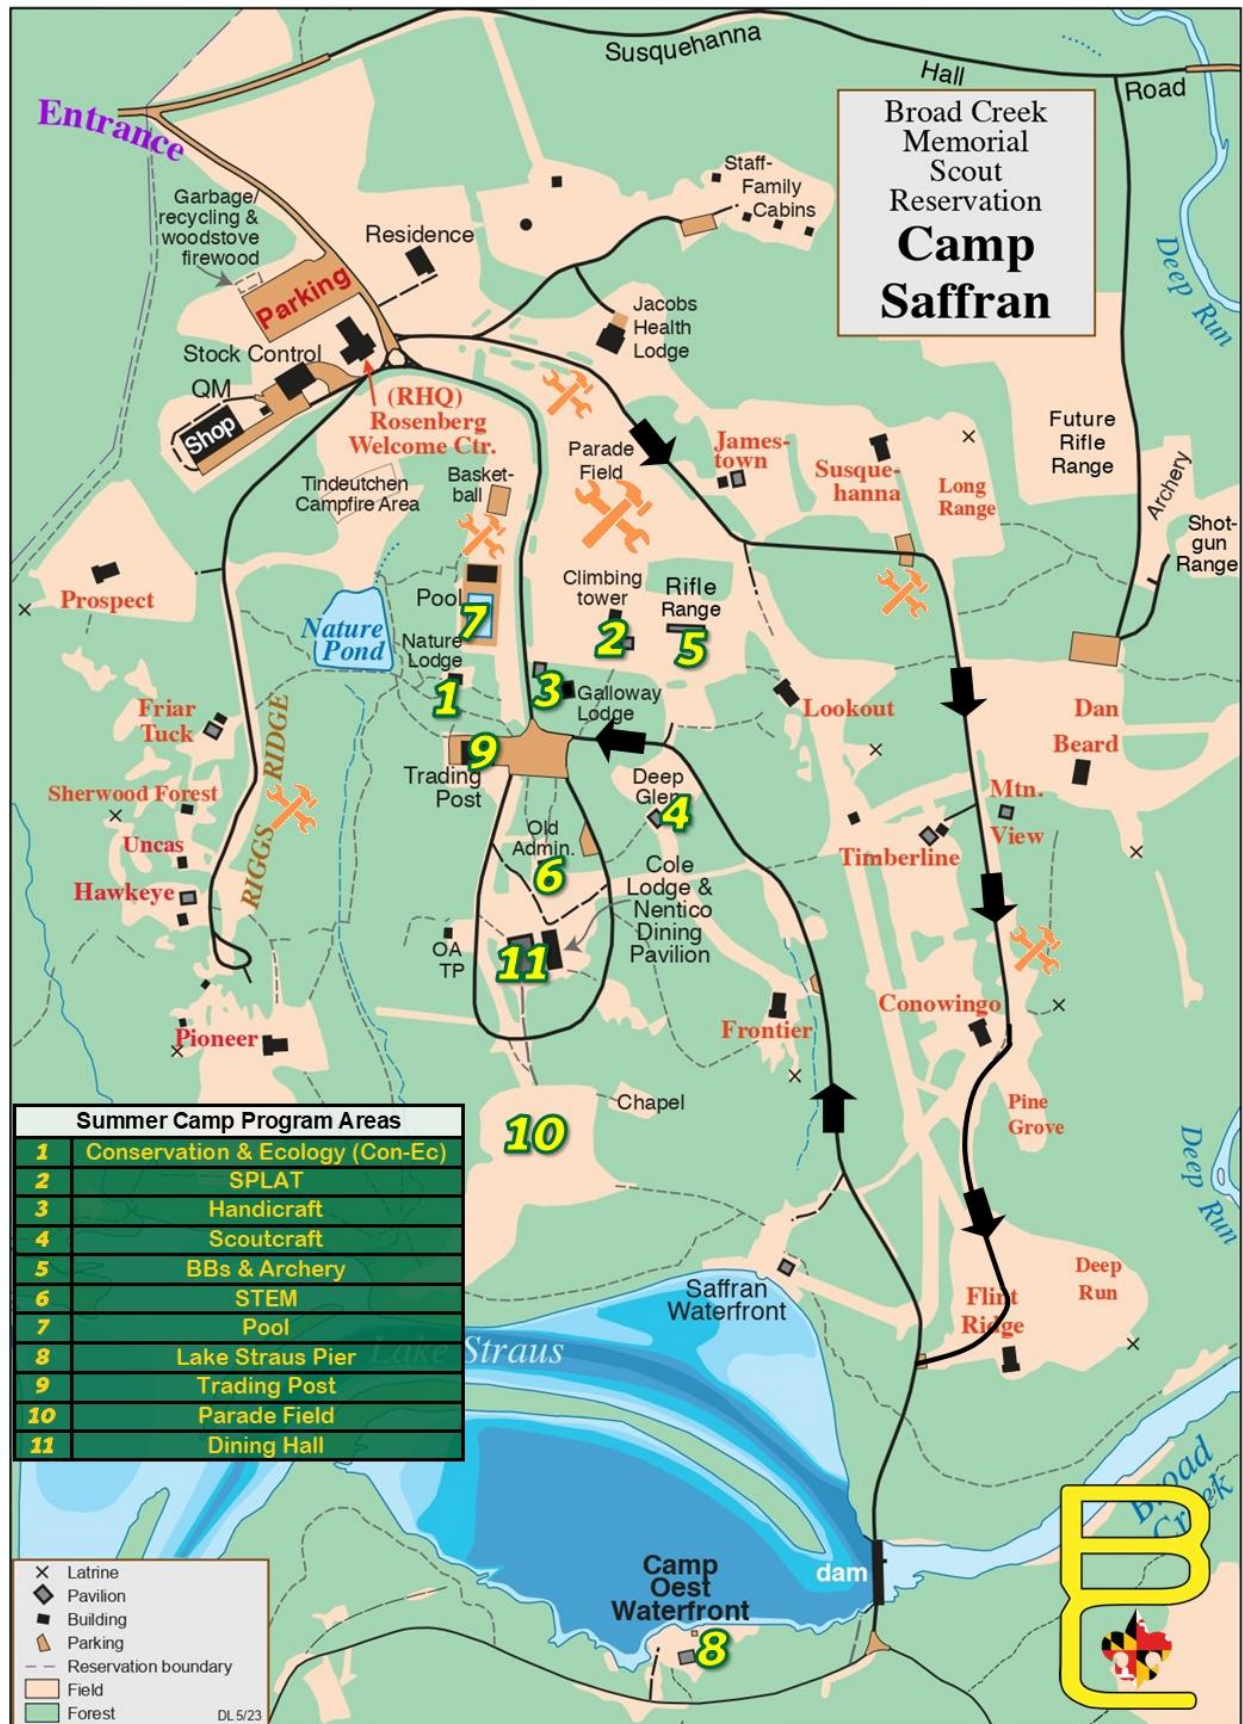 Susquehanna
Hall
Road
Entrance
Broad Creek
Memorial
Scout
Reservation
Camp
Saffran
Staff-
Family
Cabins
Garbage/
recycling &
woodstove
firewood
Residence
Deep Run
Parking
Jacobs
Health
Lodge
Stock Control
QM
Shop
(RHQ)
Rosenberg
Welcome Ctr.
Future
Rifle
Range
Parade
Field
James-
town
Susque-
hanna
Long
Range
Archery
Shot-
gun
Range
Basket-
ball
Tindeutchen
Campfire Area
Climbing
tower
Rifle
Range
Prospect
Pool
7
2
5
Nature
Pond
Nature
Lodge
1
3
Galloway
Lodge
Lookout
Dan
Beard
Friar
Tuck
RIGGS RIDGE
9
Trading
Post
Deep
Glen
4
Sherwood Forest
Mtn.
View
Uncas
Old
Admin.
6
Timberline
Hawkeye
Cole
Lodge &
Nentico
Dining
Pavilion
OA
TP
11
Conowingo
Frontier
Pioneer
Chapel
10
Pine
Grove
Deep Run
Summer Camp Program Areas
1 Conservation & Ecology (Con-Ec)
2 SPLAT
3 Handicraft
4 Scoutcraft
5 BBs & Archery
6 STEM
7 Pool
8 Lake Straus Pier
9 Trading Post
10 Parade Field
11 Dining Hall
Saffran
Waterfront
Deep
Run
Flint
Ridge
Lake Straus
Broad
Creek
dam
Camp
Oest
Waterfront
8
Latrine
Pavilion
Building
Parking
Reservation boundary
Field
Forest
DL 5/23
BC